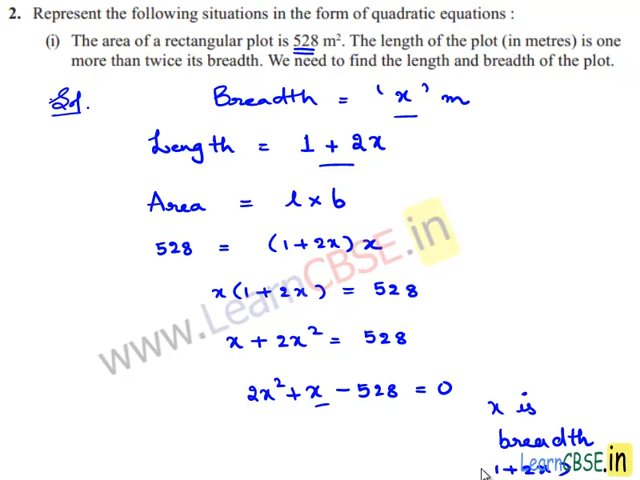 2. Represent the following situations in the form of quadratic equations :
(i) The area of a rectangular plot is 528 m². The length of the plot (in metres) is one
more than twice its breadth. We need to find the length and breadth of the plot.
Sol. Breadth = 'x' m
Length = 1 + 2x
Area = l × b
528 = (1 + 2x) x
x (1 + 2x) = 528
x + 2x² = 528
2x² + x - 528 = 0
x is
breadth
1 + 2x
www.LearnCBSE.in
LearnCBSE.in